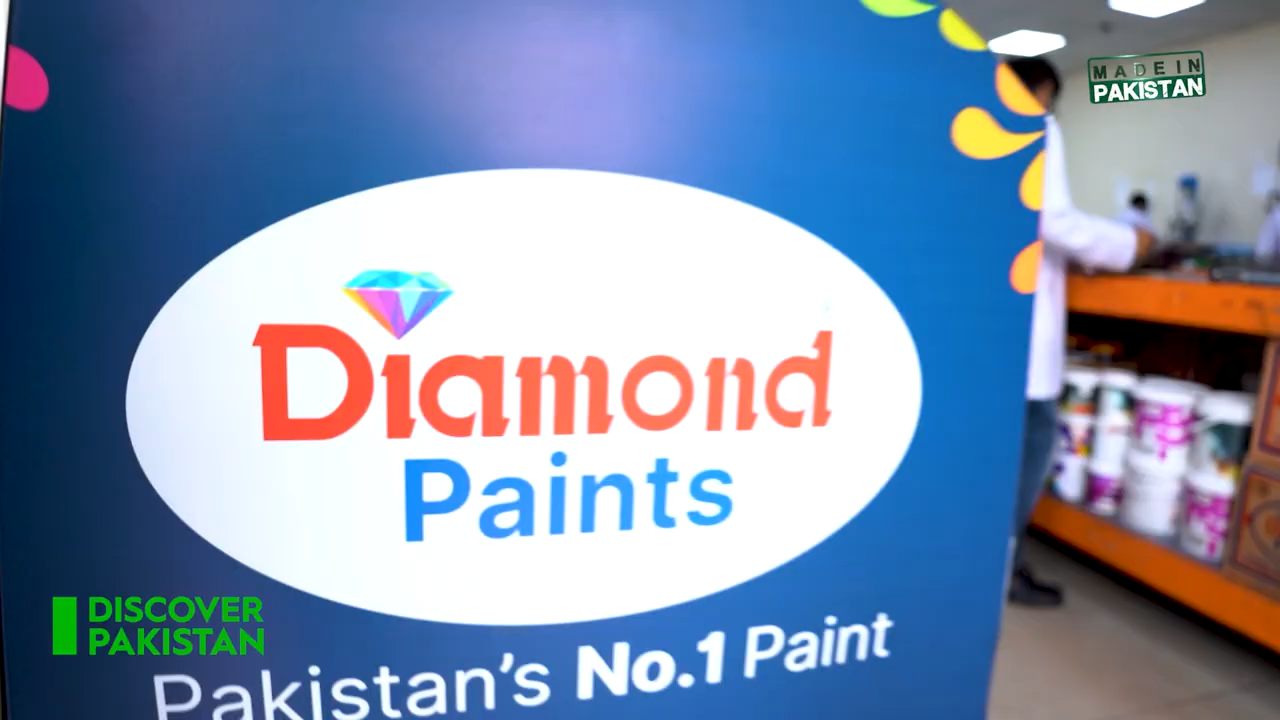 MADE IN
PAKISTAN
Diamond
Paints
DISCOVER
PAKISTAN
Pakistan's No.1 Paint